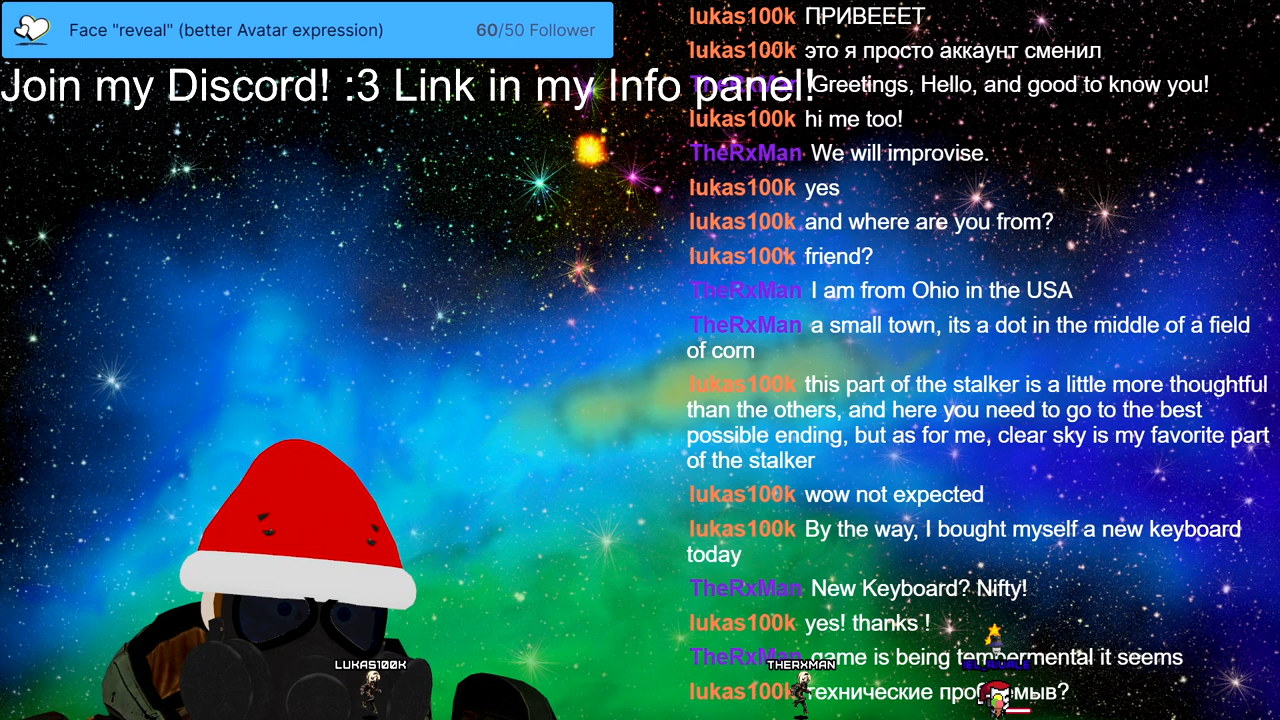 Face "reveal" (better Avatar expression) 60/50 Follower
Join my Discord! :3 Link in my Info panel!
lukas100k ПРИВЕЕЕТ
lukas100k это я просто аккаунт сменил
TheRxMan Greetings, Hello, and good to know you!
lukas100k hi me too!
TheRxMan We will improvise.
lukas100k yes
lukas100k and where are you from?
lukas100k friend?
TheRxMan I am from Ohio in the USA
TheRxMan a small town, its a dot in the middle of a field
of corn
lukas100k this part of the stalker is a little more thoughtful
than the others, and here you need to go to the best
possible ending, but as for me, clear sky is my favorite part
of the stalker
lukas100k wow not expected
lukas100k By the way, I bought myself a new keyboard
today
TheRxMan New Keyboard? Nifty!
lukas100k yes! thanks !
TheRxMan game is being tempermental it seems
lukas100k технические
LUKAS100K
THERXMAN